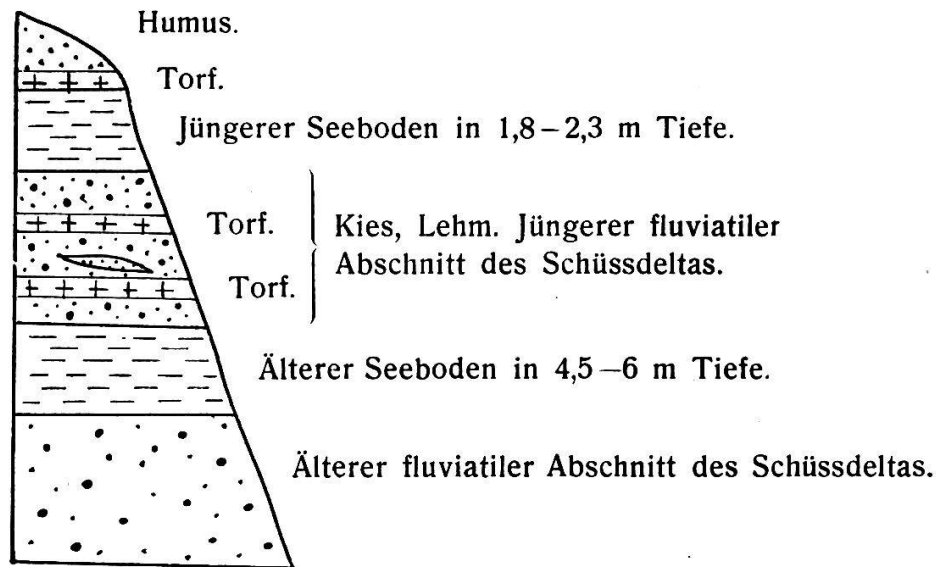 Humus.
Torf.
Jüngerer Seeboden in 1,8–2,3 m Tiefe.
Torf.
Kies, Lehm. Jüngerer fluviatiler
Abschnitt des Schüssdeltas.
Torf.
Älterer Seeboden in 4,5–6 m Tiefe.
Älterer fluviatiler Abschnitt des Schüssdeltas.